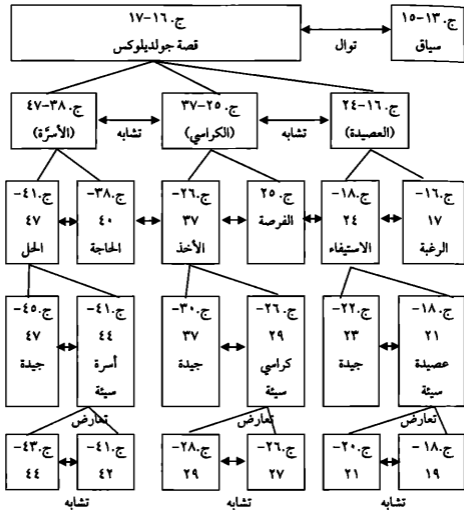 ج.١٣-١٥
سياق
توال
ج.١٦-١٧
قصة جولديلوكس
ج.١٦-٢٤
(العصيدة)
تشابه
ج.٢٥-٣٧
(الكراسي)
تشابه
ج.٣٨-٤٧
(الأسرّة)
ج.١٦-
١٧
الرغبة
ج.١٨-
٢٤
الاستيفاء
ج.٢٥
الفرصة
ج.٢٦-
٣٧
الأخذ
ج.٣٨-
٤٠
الحاجة
ج.٤١-
٤٧
الحل
ج.١٨-
٢١
عصيدة
سيئة
ج.٢٢-
٢٣
جيدة
ج.٢٦-
٢٩
كراسي
سيئة
ج.٣٠-
٣٧
جيدة
ج.٤١-
٤٤
أسرة
سيئة
ج.٤٥-
٤٧
جيدة
تعارض
تعارض
تعارض
ج.١٨-
١٩
ج.٢٠-
٢١
ج.٢٦-
٢٧
ج.٢٨-
٢٩
ج.٤١-
٤٢
ج.٤٣-
٤٤
تشابه
تشابه
تشابه